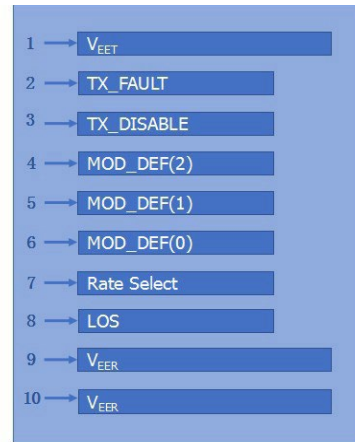 1 VEET
2 TX_FAULT
3 TX_DISABLE
4 MOD_DEF(2)
5 MOD_DEF(1)
6 MOD_DEF(0)
7 Rate Select
8 LOS
9 VEER
10 VEER